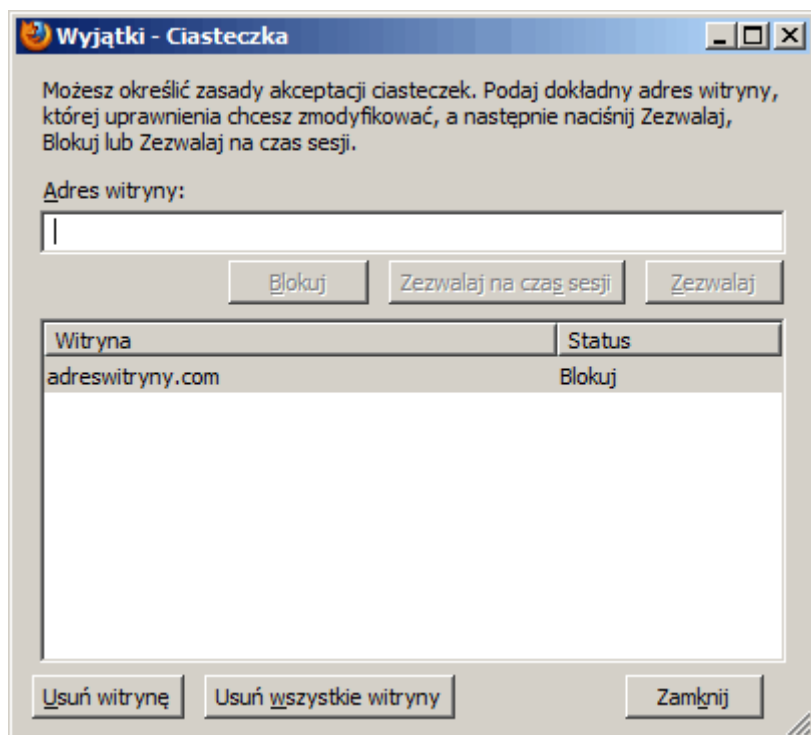 Wyjątki - Ciasteczka
Możesz określić zasady akceptacji ciasteczek. Podaj dokładny adres witryny,
której uprawnienia chcesz zmodyfikować, a następnie naciśnij Zezwalaj,
Blokuj lub Zezwalaj na czas sesji.
Adres witryny:
Blokuj Zezwalaj na czas sesji Zezwalaj
Witryna Status
adreswitryny.com Blokuj
Usuń witrynę Usuń wszystkie witryny Zamknij